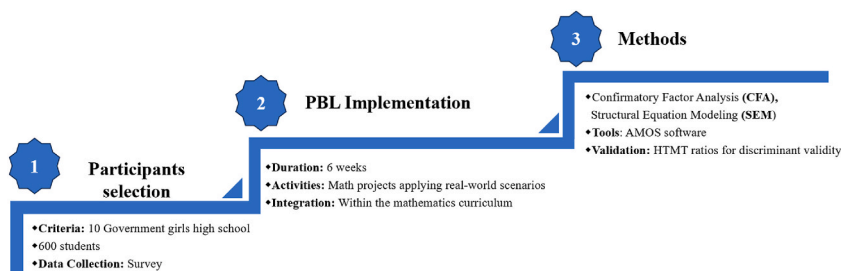 1
Participants
selection
◆Criteria: 10 Government girls high school
◆600 students
◆Data Collection: Survey
2
PBL Implementation
◆Duration: 6 weeks
◆Activities: Math projects applying real-world scenarios
◆Integration: Within the mathematics curriculum
3
Methods
◆Confirmatory Factor Analysis (CFA),
Structural Equation Modeling (SEM)
◆Tools: AMOS software
◆Validation: HTMT ratios for discriminant validity